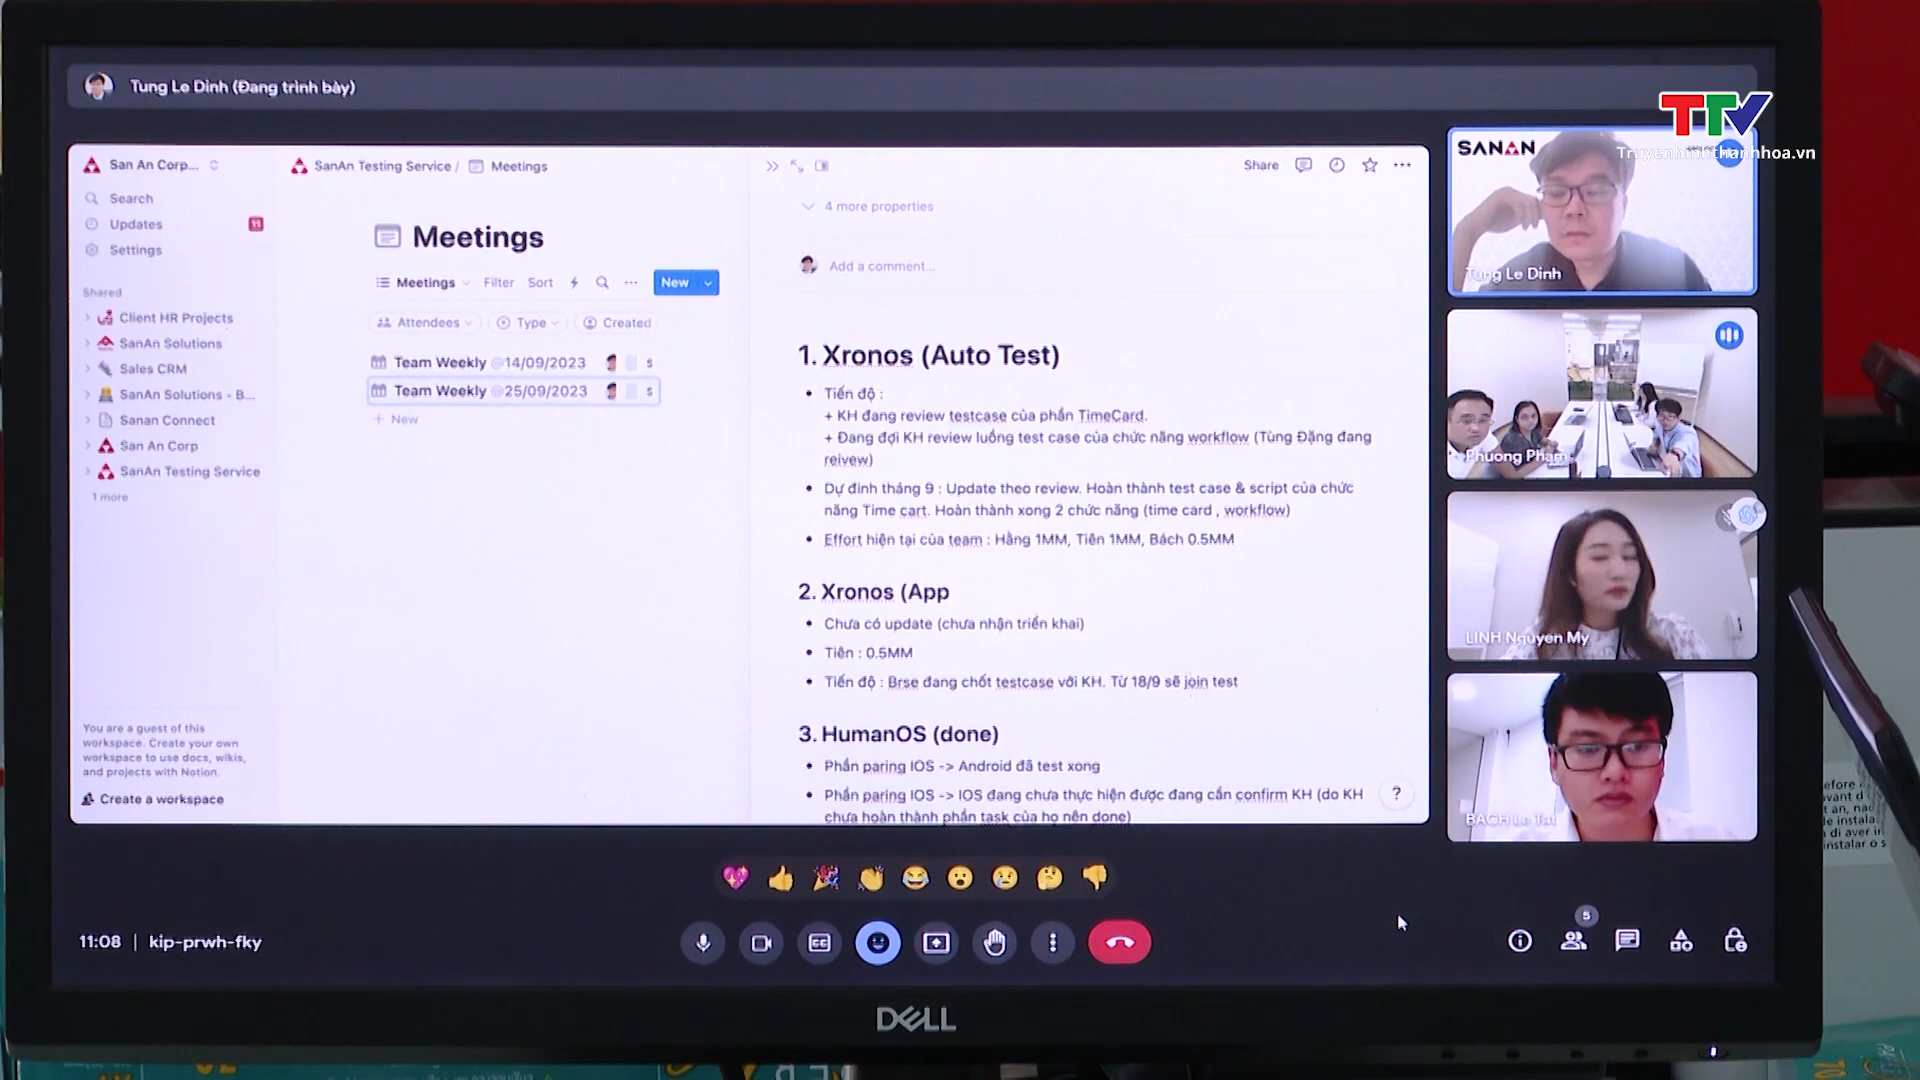 Tung Le Dinh (Đang trình bày)
TTV
Truyenhinhthanhhoa.vn
San An Corp...
Search
Updates
11
Settings
Shared
Client HR Projects
SanAn Solutions
Sales CRM
SanAn Solutions - B...
Sanan Connect
San An Corp
SanAn Testing Service
1 more
You are a guest of this
workspace. Create your own
workspace to use docs, wikis,
and projects with Notion.
Create a workspace
SanAn Testing Service / Meetings
Meetings
Meetings Filter Sort New
Attendees Type Created
Team Weekly @14/09/2023 S
Team Weekly @25/09/2023 S
+ New
Share
4 more properties
Add a comment...
1. Xronos (Auto Test)
• Tiến độ :
+ KH đang review testcase của phần TimeCard.
+ Đang đợi KH review luồng test case của chức năng workflow (Tùng Đặng đang
reivew)
• Dự đinh tháng 9 : Update theo review. Hoàn thành test case & script của chức
năng Time cart. Hoàn thành xong 2 chức năng (time card , workflow)
• Effort hiện tại của team : Hằng 1MM, Tiên 1MM, Bách 0.5MM
2. Xronos (App
• Chưa có update (chưa nhận triển khai)
• Tiên : 0.5MM
• Tiến độ : Brse đang chốt testcase với KH. Từ 18/9 sẽ join test
3. HumanOS (done)
• Phần paring IOS -> Android đã test xong
• Phần paring IOS -> IOS đang chưa thực hiện được đang cần confirm KH (do KH
chưa hoàn thành phần task của họ nên done)
?
SANAN
Tung Le Dinh
Phuong Pham
LINH Nguyen My
BACH Le Tat
11:08 | kip-prwh-fky
CC
5
DELL